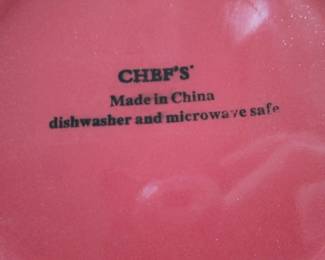 CHEF'S
Made in China
dishwasher and microwave safe